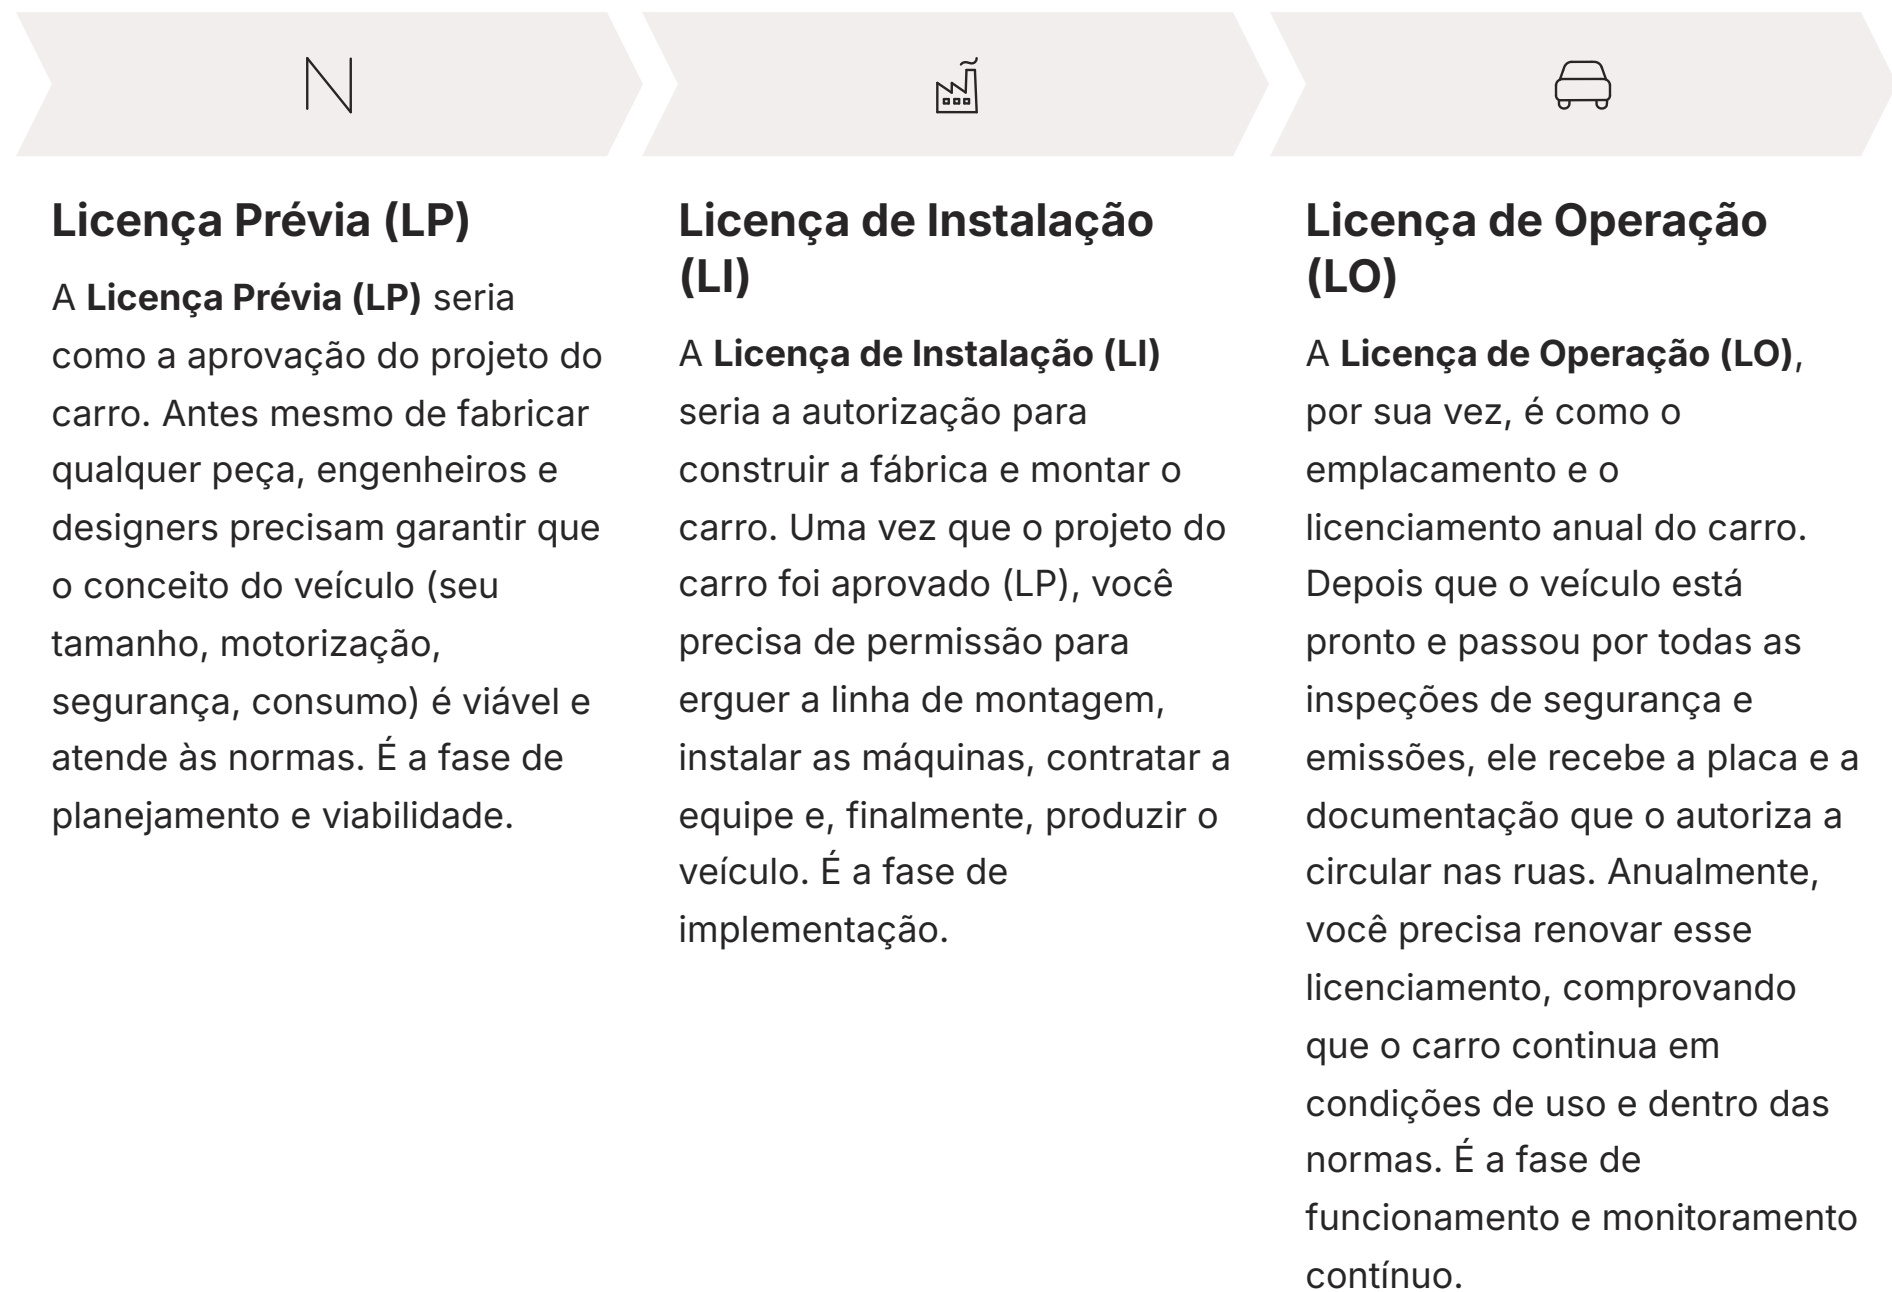 Licença Prévia (LP)
A Licença Prévia (LP) seria
como a aprovação do projeto do
carro. Antes mesmo de fabricar
qualquer peça, engenheiros e
designers precisam garantir que
o conceito do veículo (seu
tamanho, motorização,
segurança, consumo) é viável e
atende às normas. É a fase de
planejamento e viabilidade.
Licença de Instalação
(LI)
A Licença de Instalação (LI)
seria a autorização para
construir a fábrica e montar o
carro. Uma vez que o projeto do
carro foi aprovado (LP), você
precisa de permissão para
erguer a linha de montagem,
instalar as máquinas, contratar a
equipe e, finalmente, produzir o
veículo. É a fase de
implementação.
Licença de Operação
(LO)
A Licença de Operação (LO),
por sua vez, é como o
emplacamento e o
licenciamento anual do carro.
Depois que o veículo está
pronto e passou por todas as
inspeções de segurança e
emissões, ele recebe a placa e a
documentação que o autoriza a
circular nas ruas. Anualmente,
você precisa renovar esse
licenciamento, comprovando
que o carro continua em
condições de uso e dentro das
normas. É a fase de
funcionamento e monitoramento
contínuo.